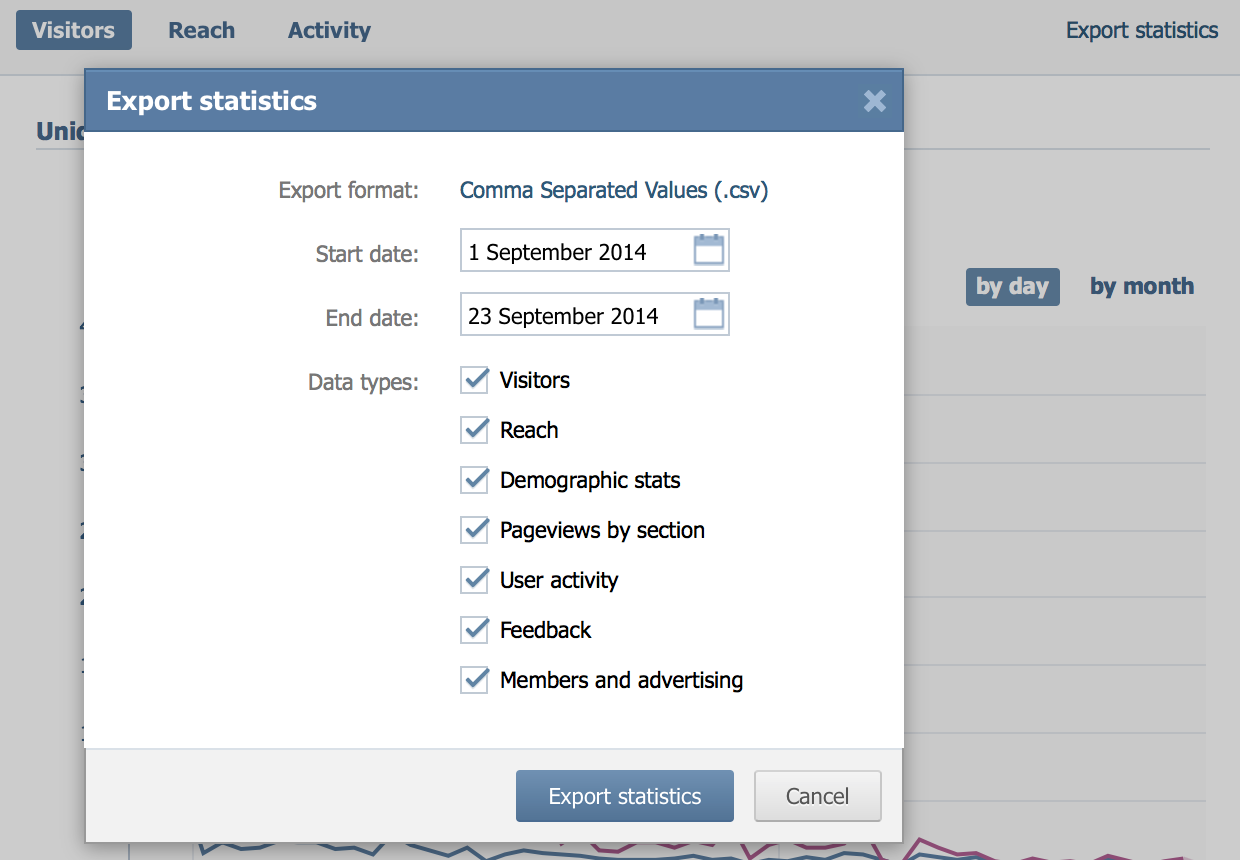 Visitors Reach Activity Export statistics
Export statistics
Export format: Comma Separated Values (.csv)
Start date: 1 September 2014
End date: 23 September 2014
by day by month
Data types: Visitors
Reach
Demographic stats
Pageviews by section
User activity
Feedback
Members and advertising
Export statistics Cancel